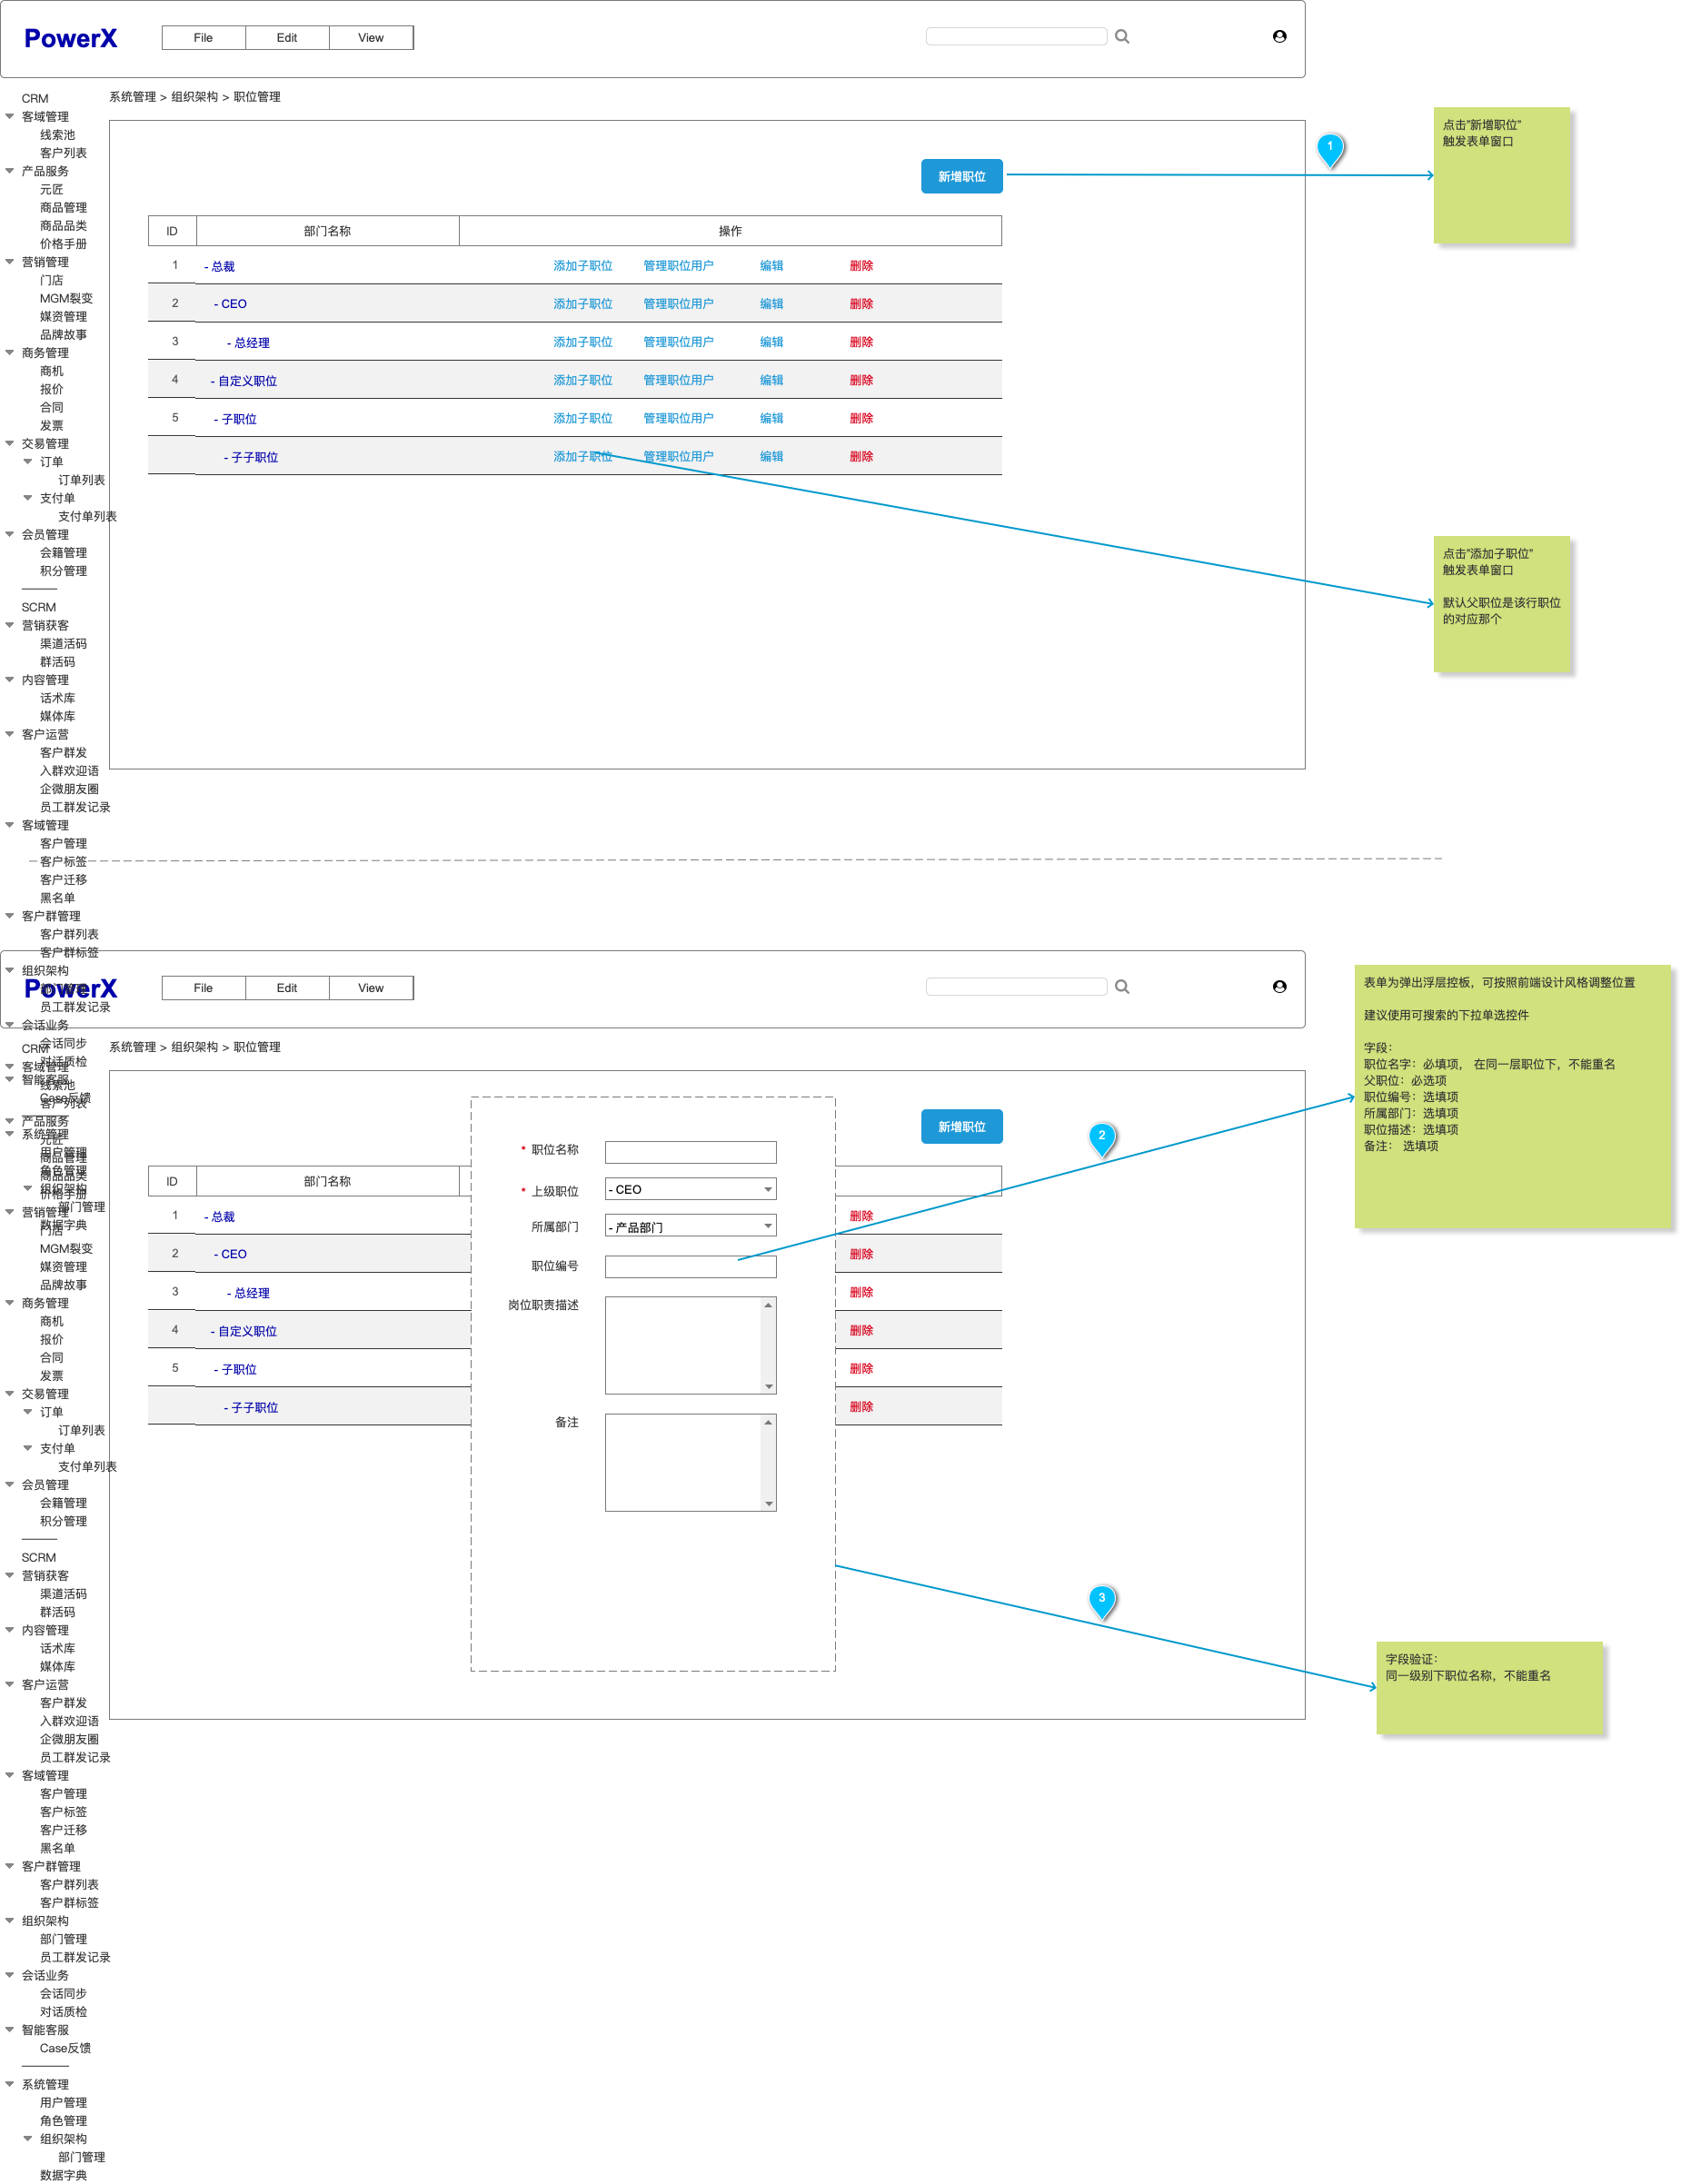 PowerX
File
Edit
View
系统管理 > 组织架构 > 职位管理
CRM
客域管理
线索池
客户列表
产品服务
元匠
商品管理
商品品类
价格手册
营销管理
门店
MGM裂变
媒资管理
品牌故事
商务管理
商机
报价
合同
发票
交易管理
订单
订单列表
支付单
支付单列表
会员管理
会籍管理
积分管理
SCRM
营销获客
渠道活码
群活码
内容管理
话术库
媒体库
客户运营
客户群发
入群欢迎语
企微朋友圈
员工群发记录
客域管理
客户管理
客户标签
客户迁移
黑名单
客户群管理
客户群列表
客户群标签
组织架构
部门管理
员工群发记录
会话业务
会话同步
对话质检
智能客服
Case反馈
系统管理
用户管理
角色管理
组织架构
部门管理
数据字典
新增职位
ID 部门名称 操作
1 - 总裁 添加子职位 管理职位用户 编辑 删除
2 - CEO 添加子职位 管理职位用户 编辑 删除
3 - 总经理 添加子职位 管理职位用户 编辑 删除
4 - 自定义职位 添加子职位 管理职位用户 编辑 删除
5 - 子职位 添加子职位 管理职位用户 编辑 删除
- 子子职位 添加子职位 管理职位用户 编辑 删除
1
点击"新增职位"
触发表单窗口
点击"添加子职位"
触发表单窗口
默认父职位是该行职位
的对应那个
PowerX
File
Edit
View
系统管理 > 组织架构 > 职位管理
CRM
客域管理
线索池
客户列表
产品服务
元匠
商品管理
商品品类
价格手册
营销管理
门店
MGM裂变
媒资管理
品牌故事
商务管理
商机
报价
合同
发票
交易管理
订单
订单列表
支付单
支付单列表
会员管理
会籍管理
积分管理
SCRM
营销获客
渠道活码
群活码
内容管理
话术库
媒体库
客户运营
客户群发
入群欢迎语
企微朋友圈
员工群发记录
客域管理
客户管理
客户标签
客户迁移
黑名单
客户群管理
客户群列表
客户群标签
组织架构
部门管理
员工群发记录
会话业务
会话同步
对话质检
智能客服
Case反馈
系统管理
用户管理
角色管理
组织架构
部门管理
数据字典
新增职位
ID 部门名称
1 - 总裁 删除
2 - CEO 删除
3 - 总经理 删除
4 - 自定义职位 删除
5 - 子职位 删除
- 子子职位 删除
* 职位名称
* 上级职位 - CEO
所属部门 - 产品部门
职位编号
岗位职责描述
备注
2
表单为弹出浮层控板，可按照前端设计风格调整位置
建议使用可搜索的下拉单选控件
字段：
职位名字：必填项， 在同一层职位下，不能重名
父职位：必选项
职位编号：选填项
所属部门：选填项
职位描述：选填项
备注： 选填项
3
字段验证：
同一级别下职位名称，不能重名